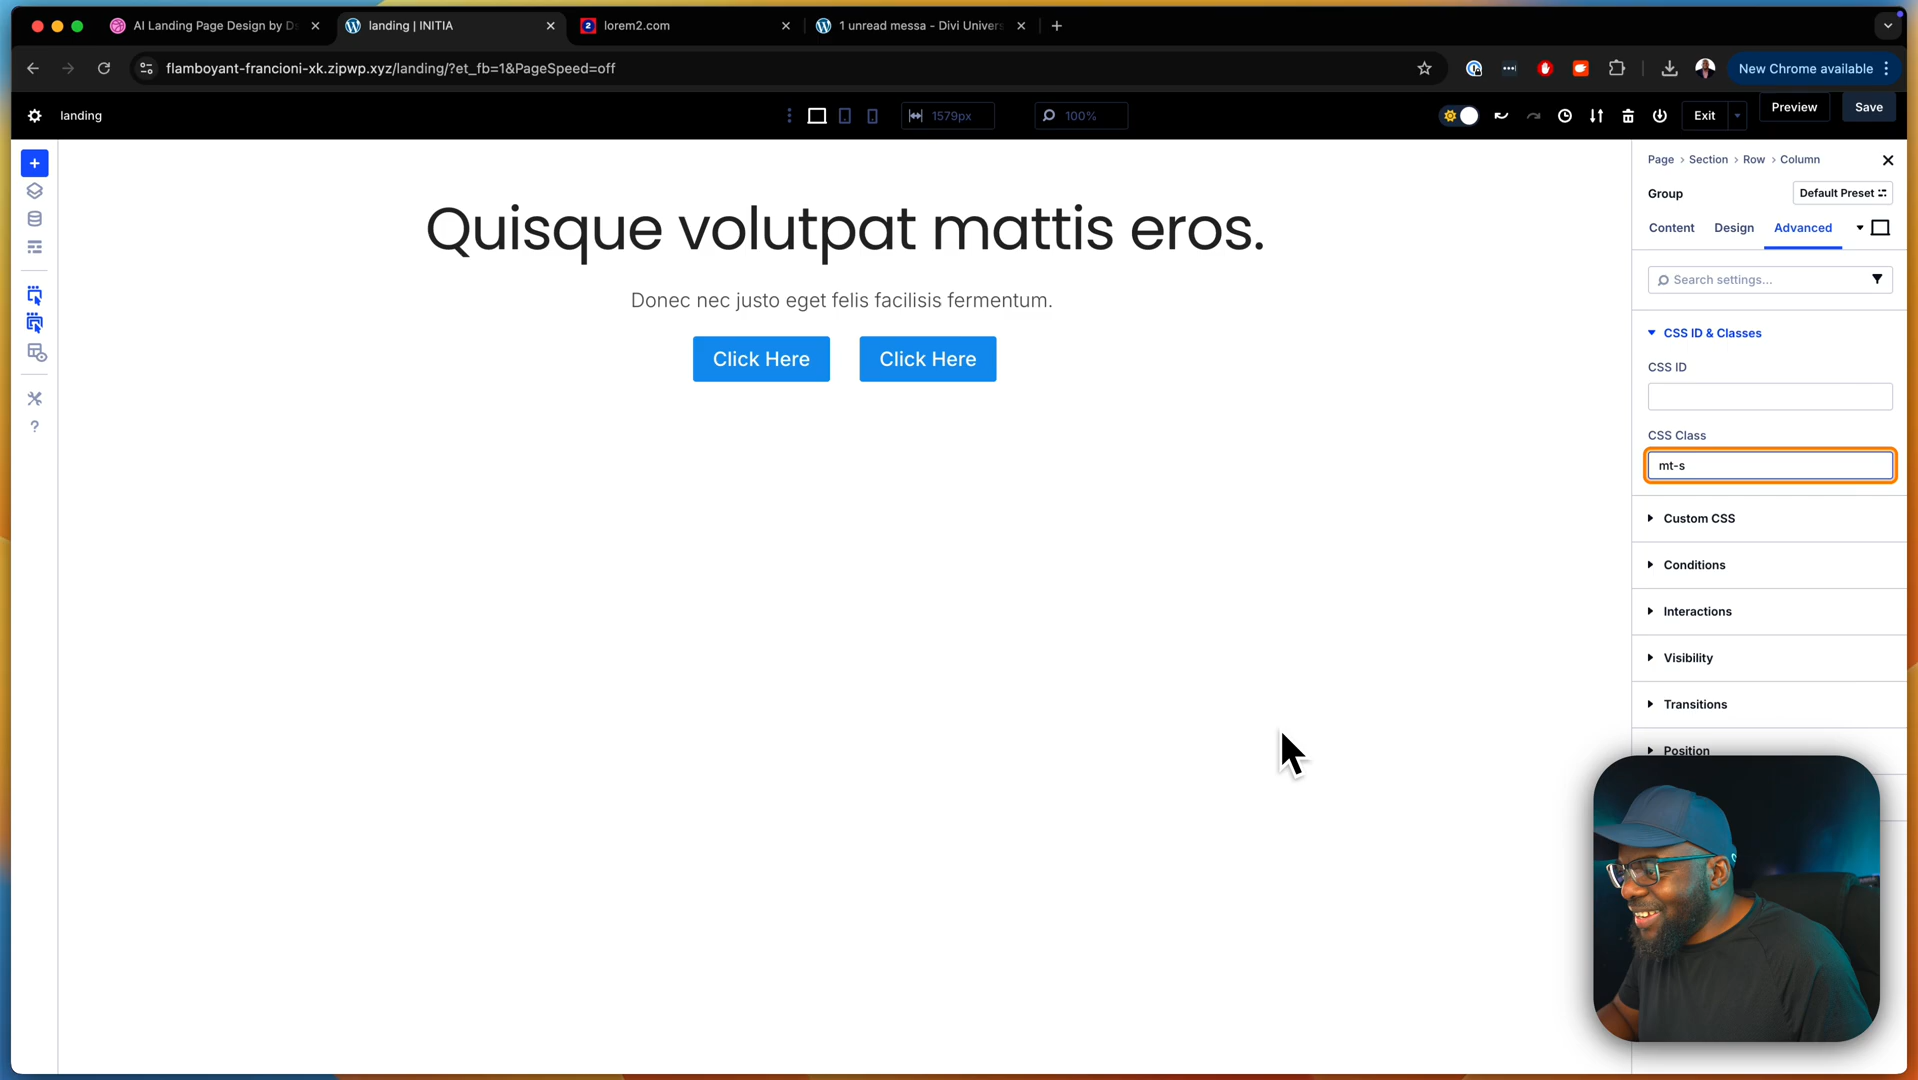 AI Landing Page Design by Ds
landing | INITIA
lorem2.com
1 unread messa - Divi Univers
flamboyant-francioni-xk.zipwp.xyz/landing/?et_fb=1&PageSpeed=off
New Chrome available
landing
1579px
100%
Exit
Preview
Save
Page > Section > Row > Column
Group
Default Preset
Content
Design
Advanced
Search settings...
CSS ID & Classes
CSS ID
CSS Class
mt-s
Custom CSS
Conditions
Interactions
Visibility
Transitions
Position
Quisque volutpat mattis eros.
Donec nec justo eget felis facilisis fermentum.
Click Here
Click Here